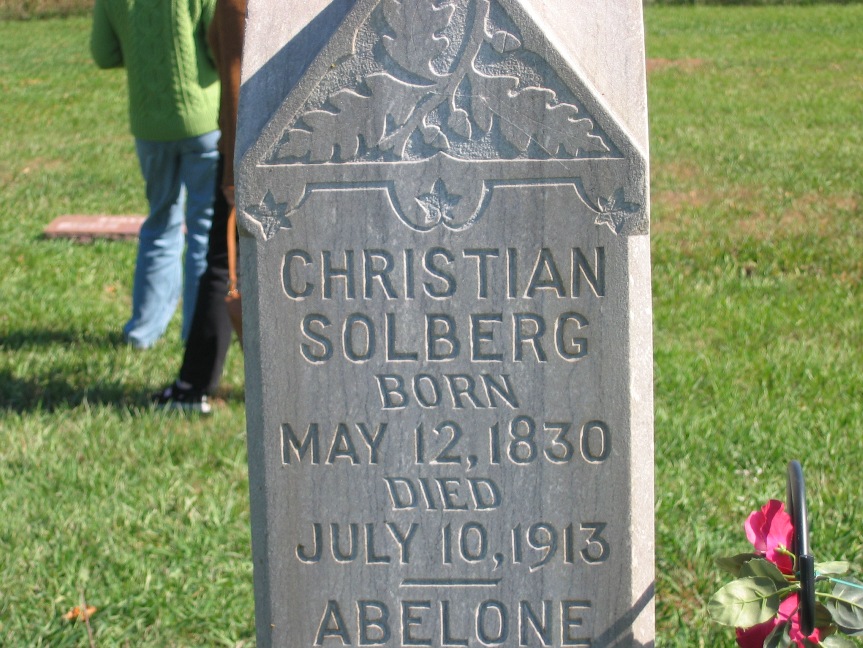 CHRISTIAN
SOLBERG
BORN
MAY 12, 1830
DIED
JULY 10, 1913
ABELONE